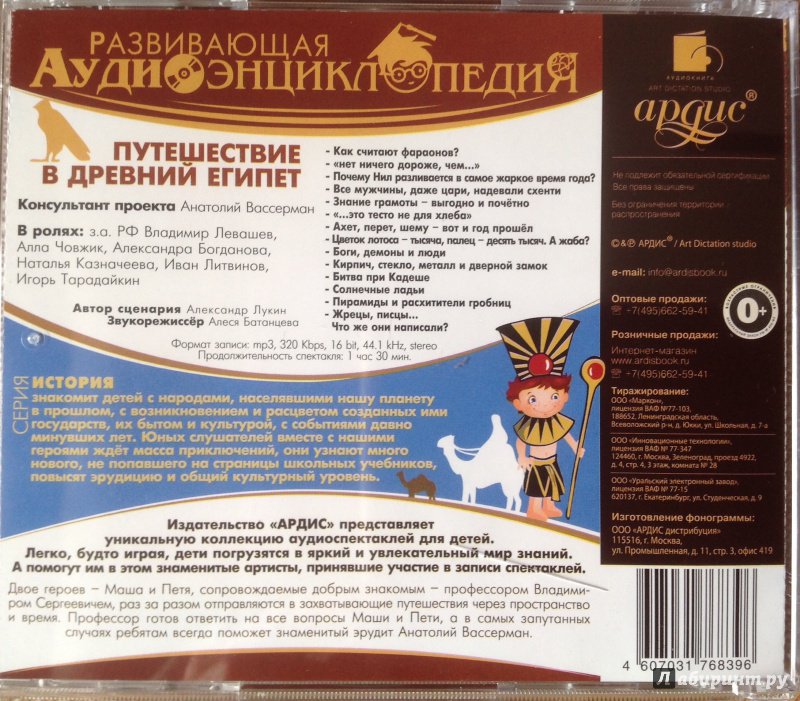 РАЗВИВАЮЩАЯ
АУДИОЭНЦИКЛОПЕДИЯ
ПУТЕШЕСТВИЕ
В ДРЕВНИЙ ЕГИПЕТ
Консультант проекта Анатолий Вассерман
В ролях: з.а. РФ Владимир Левашев,
Алла Човжик, Александра Богданова,
Наталья Казначеева, Иван Литвинов,
Игорь Тарадайкин
Автор сценария Александр Лукин
Звукорежиссёр Алеся Батанцева
- Как считают фараонов?
- «нет ничего дороже, чем...»
- Почему Нил разливается в самое жаркое время года?
- Все мужчины, даже цари, надевали схенти
- Знание грамоты – выгодно и почётно
- «...это тесто не для хлеба»
- Ахет, перет, шему – вот и год прошёл
- Цветок лотоса – тысяча, палец – десять тысяч. А жаба?
- Боги, демоны и люди
- Кирпич, стекло, металл и дверной замок
- Битва при Кадеше
- Солнечные ладьи
- Пирамиды и расхитители гробниц
- Жрецы, писцы...
Что же они написали?
Формат записи: mp3, 320 Kbps, 16 bit, 44.1 kHz, stereo
Продолжительность спектакля: 1 час 30 мин.
СЕРИЯ
ИСТОРИЯ
знакомит детей с народами, населявшими нашу планету
в прошлом, с возникновением и расцветом созданных ими
государств, их бытом и культурой, с событиями давно
минувших лет. Юных слушателей вместе с нашими
героями ждёт масса приключений, они узнают много
нового, не попавшего на страницы школьных учебников,
повысят эрудицию и общий культурный уровень.
Издательство «АРДИС» представляет
уникальную коллекцию аудиоспектаклей для детей.
Легко, будто играя, дети погрузятся в яркий и увлекательный мир знаний.
А помогут им в этом знаменитые артисты, принявшие участие в записи спектаклей.
Двое героев – Маша и Петя, сопровождаемые добрым знакомым – профессором Владими-
ром Сергеевичем, раз за разом отправляются в захватывающие путешествия через пространство
и время. Профессор готов ответить на все вопросы Маши и Пети, а в самых запутанных
случаях ребятам всегда поможет знаменитый эрудит Анатолий Вассерман.
АУДИОКНИГА
ART DICTATION STUDIO
ардис®
Не подлежит обязательной сертификации
Все права защищены
Без ограничения территории
распространения
©&℗ АРДИС® / Art Dictation studio
e-mail: info@ardisbook.ru
Оптовые продажи:
☏ +7(495)662-59-41
0+
Розничные продажи:
Интернет-магазин
www.ardisbook.ru
☏ +7(495)662-59-41
Тиражирование:
ООО «Маркон»,
лицензия ВАФ №77-103,
188652, Ленинградская область,
Всеволожский р-н, д. Юкки, ул. Школьная, д. 7-а
ООО «Инновационные технологии»,
лицензия ВАФ № 77-347
124460, г. Москва, Зеленоград, проезд 4922,
д. 4, стр. 4, 3 этаж, комната № 28
ООО «Уральский электронный завод»,
лицензия ВАФ № 77-15
620137, г. Екатеринбург, ул. Студенческая, д. 9
Изготовление фонограммы:
ООО «АРДИС дистрибуция»
115516, г. Москва,
ул. Промышленная, д. 11, стр. 3, офис 419
4 607031 768396
Лабиринт.ру